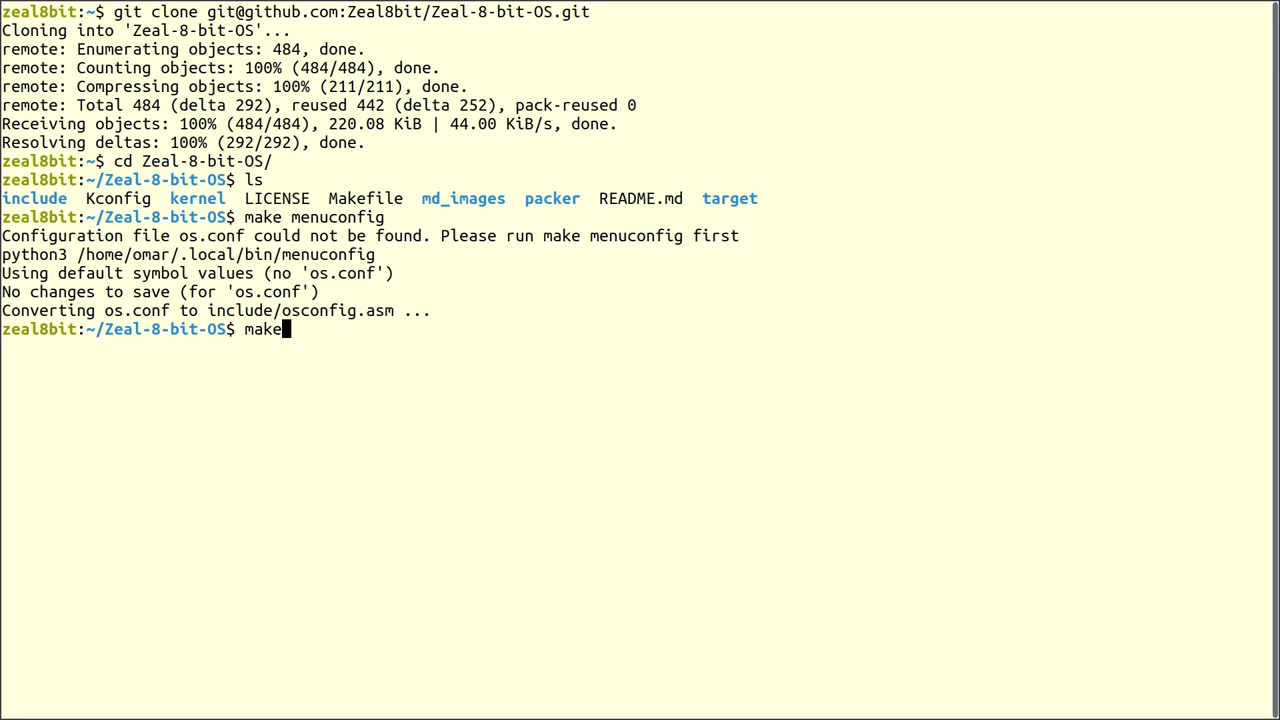 zeal8bit:~$ git clone git@github.com:Zeal8bit/Zeal-8-bit-OS.git
Cloning into 'Zeal-8-bit-OS'...
remote: Enumerating objects: 484, done.
remote: Counting objects: 100% (484/484), done.
remote: Compressing objects: 100% (211/211), done.
remote: Total 484 (delta 292), reused 442 (delta 252), pack-reused 0
Receiving objects: 100% (484/484), 220.08 KiB | 44.00 KiB/s, done.
Resolving deltas: 100% (292/292), done.
zeal8bit:~$ cd Zeal-8-bit-OS/
zeal8bit:~/Zeal-8-bit-OS$ ls
include  Kconfig  kernel  LICENSE  Makefile  md_images  packer  README.md  target
zeal8bit:~/Zeal-8-bit-OS$ make menuconfig
Configuration file os.conf could not be found. Please run make menuconfig first
python3 /home/omar/.local/bin/menuconfig
Using default symbol values (no 'os.conf')
No changes to save (for 'os.conf')
Converting os.conf to include/osconfig.asm ...
zeal8bit:~/Zeal-8-bit-OS$ make